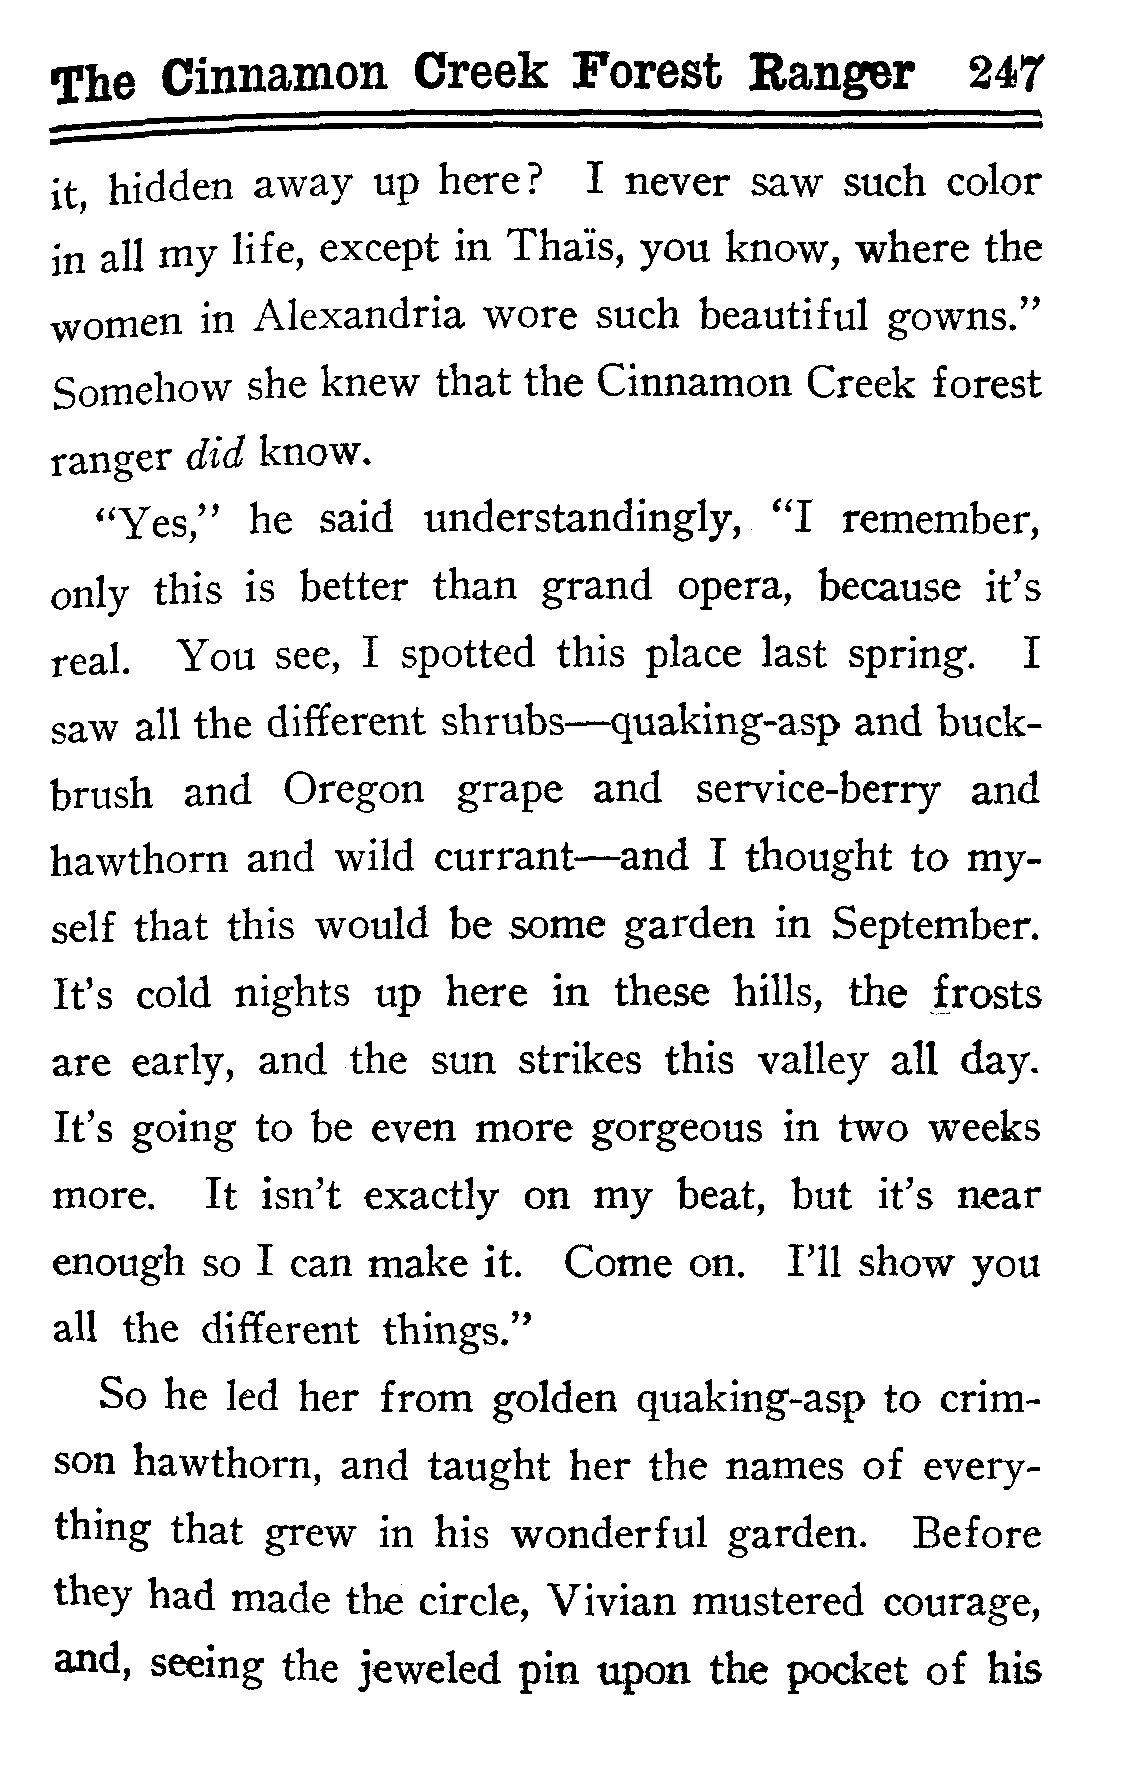 The Cinnamon Creek Forest Ranger 247
it, hidden away up here? I never saw such color
in all my life, except in Thaïs, you know, where the
women in Alexandria wore such beautiful gowns.”
Somehow she knew that the Cinnamon Creek forest
ranger did know.
“Yes,” he said understandingly, “I remember,
only this is better than grand opera, because it’s
real. You see, I spotted this place last spring. I
saw all the different shrubs—quaking-asp and buck-
brush and Oregon grape and service-berry and
hawthorn and wild currant—and I thought to my-
self that this would be some garden in September.
It’s cold nights up here in these hills, the frosts
are early, and the sun strikes this valley all day.
It’s going to be even more gorgeous in two weeks
more. It isn’t exactly on my beat, but it’s near
enough so I can make it. Come on. I’ll show you
all the different things.”
So he led her from golden quaking-asp to crim-
son hawthorn, and taught her the names of every-
thing that grew in his wonderful garden. Before
they had made the circle, Vivian mustered courage,
and, seeing the jeweled pin upon the pocket of his